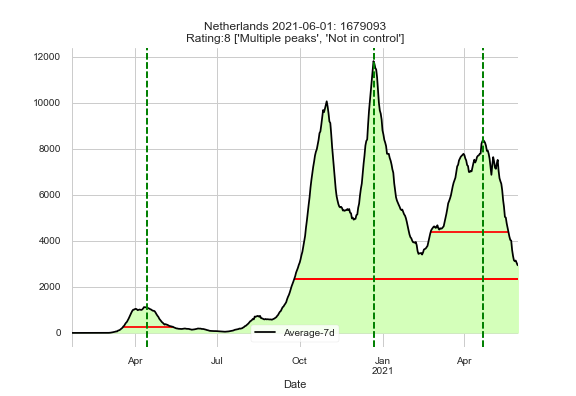 Netherlands 2021-06-01: 1679093
Rating:8 ['Multiple peaks', 'Not in control']
12000
10000
8000
6000
4000
2000
0
Average-7d
Apr Jul Oct Jan Apr
2021
Date